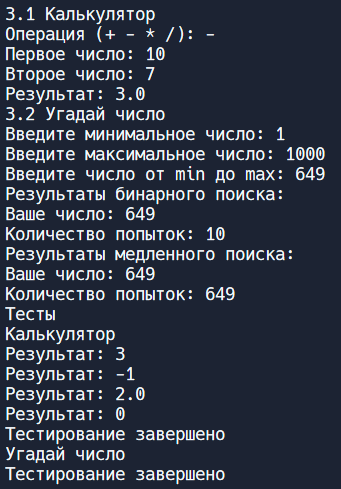 3.1 Калькулятор
Операция (+ - * /): -
Первое число: 10
Второе число: 7
Результат: 3.0
3.2 Угадай число
Введите минимальное число: 1
Введите максимальное число: 1000
Введите число от min до max: 649
Результаты бинарного поиска:
Ваше число: 649
Количество попыток: 10
Результаты медленного поиска:
Ваше число: 649
Количество попыток: 649
Тесты
Калькулятор
Результат: 3
Результат: -1
Результат: 2.0
Результат: 0
Тестирование завершено
Угадай число
Тестирование завершено